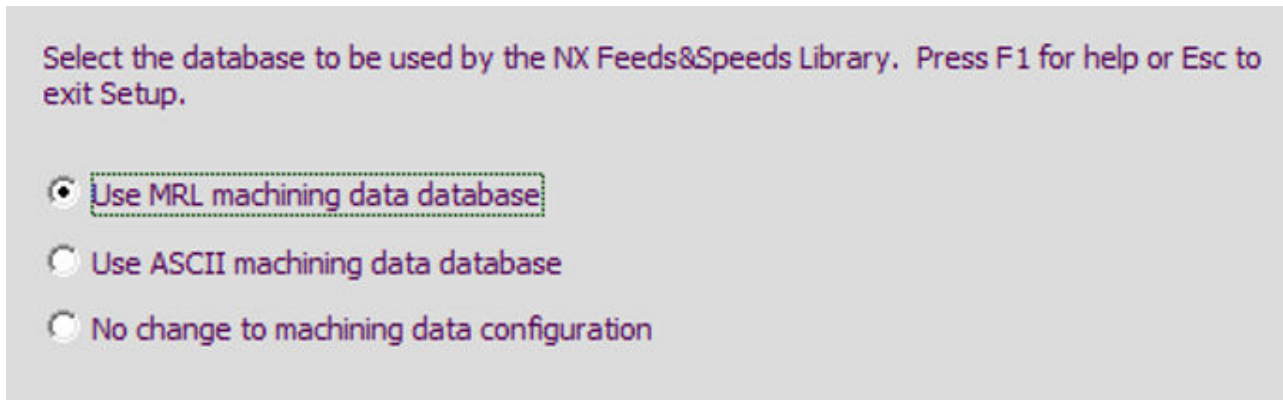 Select the database to be used by the NX Feeds&Speeds Library.  Press F1 for help or Esc to
exit Setup.
Use MRL machining data database
Use ASCII machining data database
No change to machining data configuration